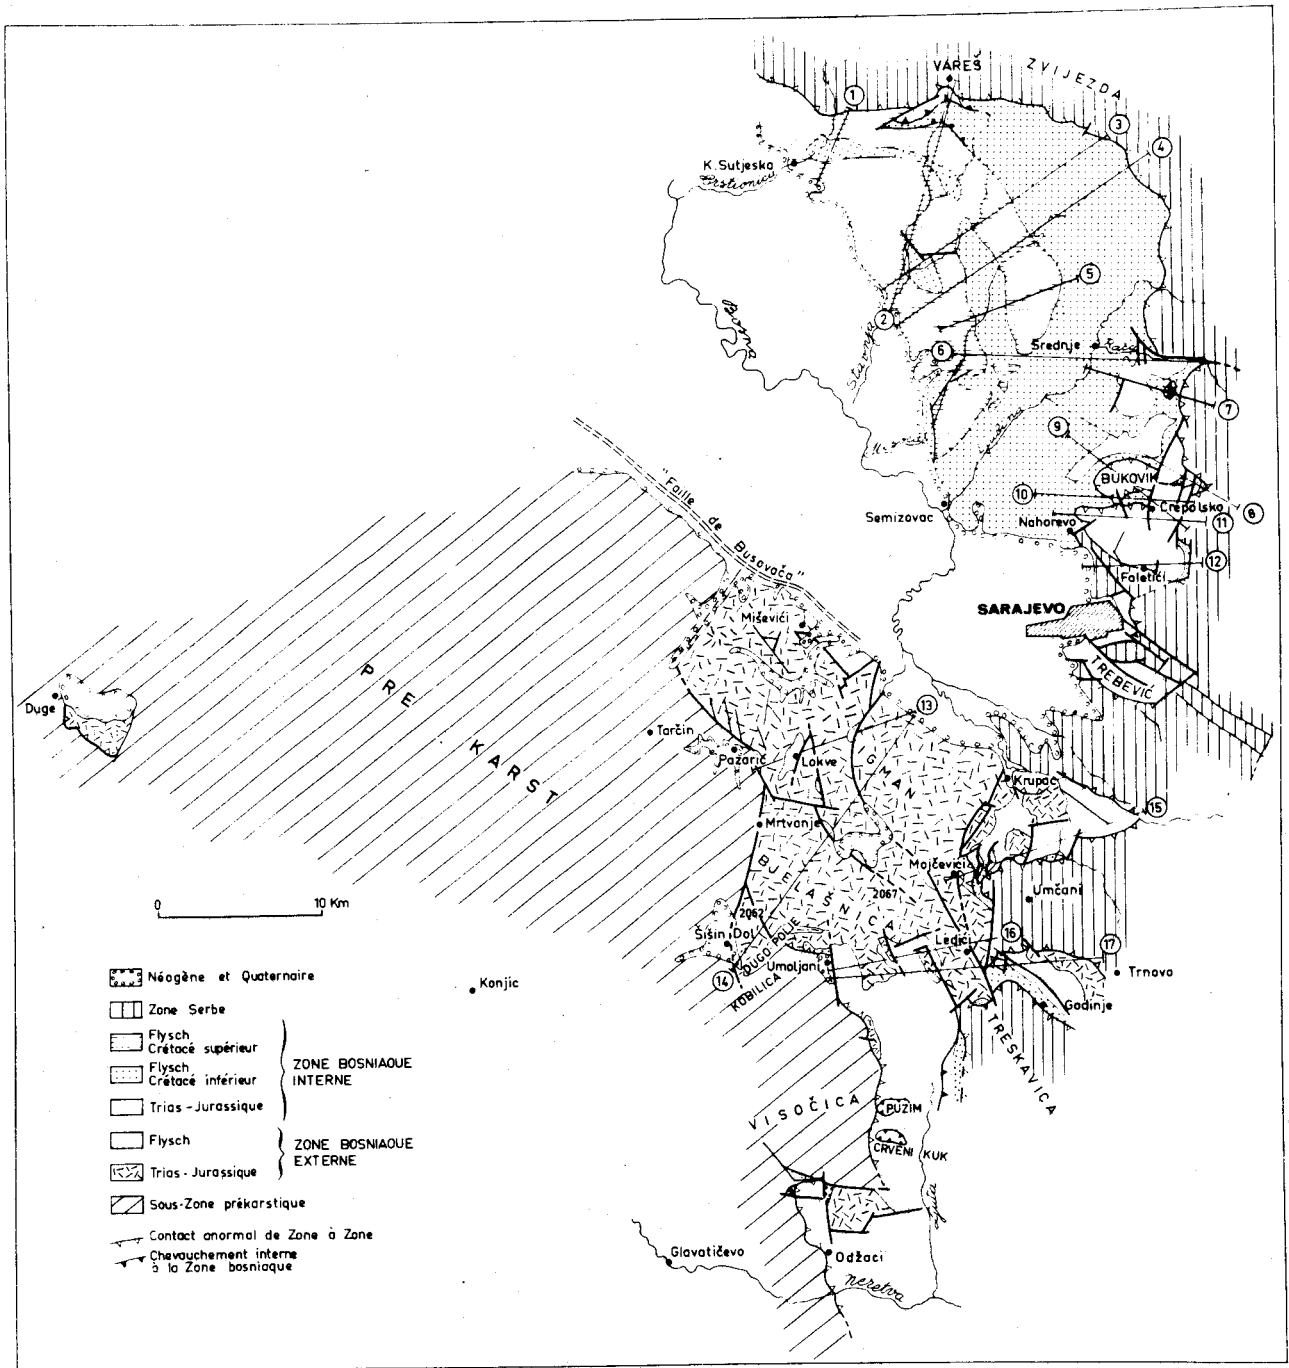 VAREŠ
ZVIJEZDA
1
3
4
K.Sutjeska
5
Bosna
2
Stavnja
6
Srednje
7
9
"Faille de Busovača"
BUKOVIK
10
Semizovac
Crepoljsko
8
Nahorevo
11
12
Faletići
SARAJEVO
Miševići
TREBEVIĆ
PRE
KARST
Duge
13
Tarčin
Pazarić
Lokve
IGMAN
Krupac
15
Mrtvanje
BJELAŠNICA
Mojčevići
Umčani
0 10 Km
2067
2062
Šišin Dol
DUGO POLJE
Ledići
16
17
Umoljani
14
KOBILICA
Trnovo
Konjic
Godinje
TRESKAVICA
Néogène et Quaternaire
Zone Serbe
Flysch
Crétacé supérieur
Flysch
Crétacé inférieur
Trias-Jurassique
ZONE BOSNIAQUE
INTERNE
Flysch
Trias-Jurassique
ZONE BOSNIAQUE
EXTERNE
Sous-Zone prékarstique
Contact anormal de Zone à Zone
Chevauchement interne
à la Zone bosniaque
VISOČICA
PUZIM
CRVENI KUK
Ljuta
Glavatičevo
Odžaci
Neretva